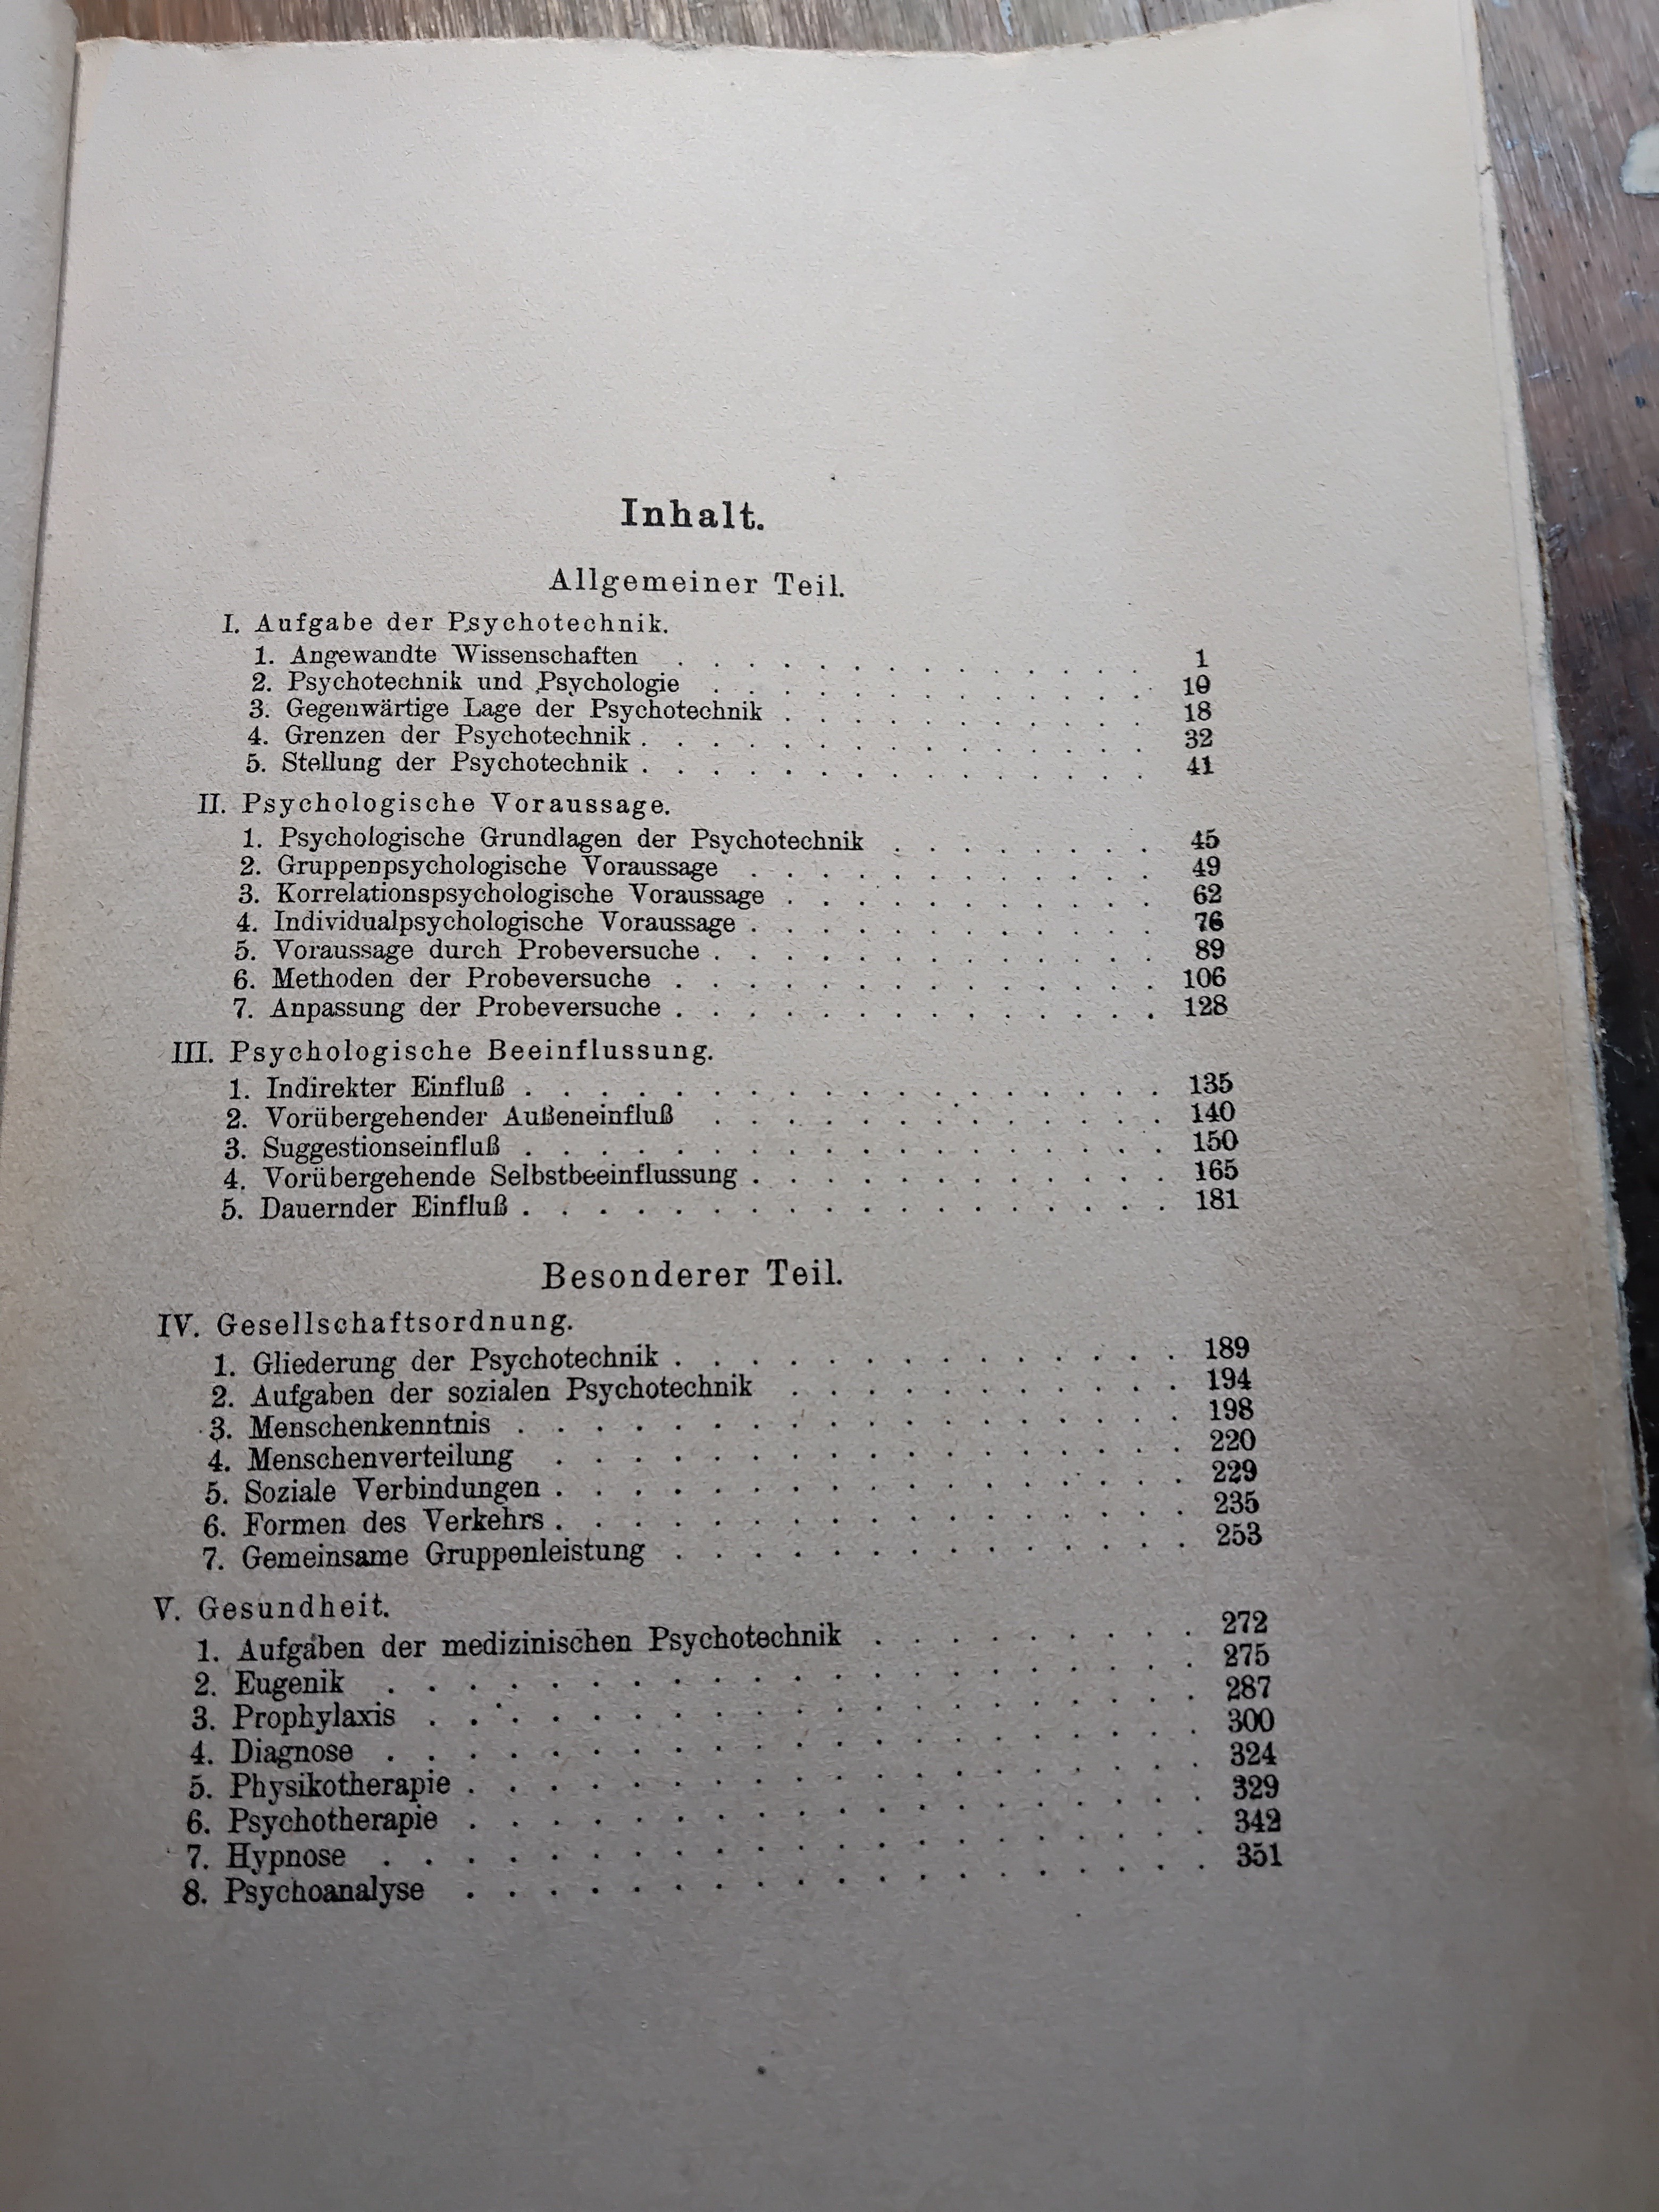 Inhalt.
Allgemeiner Teil.
I. Aufgabe der Psychotechnik.
1. Angewandte Wissenschaften . . . . . . . . . . . . . . 1
2. Psychotechnik und Psychologie . . . . . . . . . . . . . 10
3. Gegenwärtige Lage der Psychotechnik . . . . . . . . . . . 18
4. Grenzen der Psychotechnik . . . . . . . . . . . . . . . 32
5. Stellung der Psychotechnik . . . . . . . . . . . . . . . 41
II. Psychologische Voraussage.
1. Psychologische Grundlagen der Psychotechnik . . . . . . . . 45
2. Gruppenpsychologische Voraussage . . . . . . . . . . . . 49
3. Korrelationspsychologische Voraussage . . . . . . . . . . . 62
4. Individualpsychologische Voraussage . . . . . . . . . . . . 76
5. Voraussage durch Probeversuche . . . . . . . . . . . . . 89
6. Methoden der Probeversuche . . . . . . . . . . . . . . 106
7. Anpassung der Probeversuche . . . . . . . . . . . . . . 128
III. Psychologische Beeinflussung.
1. Indirekter Einfluß . . . . . . . . . . . . . . . . . . 135
2. Vorübergehender Außeneinfluß . . . . . . . . . . . . . 140
3. Suggestionseinfluß . . . . . . . . . . . . . . . . . . 150
4. Vorübergehende Selbstbeeinflussung . . . . . . . . . . . . 165
5. Dauernder Einfluß . . . . . . . . . . . . . . . . . . 181
Besonderer Teil.
IV. Gesellschaftsordnung.
1. Gliederung der Psychotechnik . . . . . . . . . . . . . . 189
2. Aufgaben der sozialen Psychotechnik . . . . . . . . . . . 194
3. Menschenkenntnis . . . . . . . . . . . . . . . . . . 198
4. Menschenverteilung . . . . . . . . . . . . . . . . . 220
5. Soziale Verbindungen . . . . . . . . . . . . . . . . . 229
6. Formen des Verkehrs . . . . . . . . . . . . . . . . . 235
7. Gemeinsame Gruppenleistung . . . . . . . . . . . . . . 253
V. Gesundheit.
1. Aufgaben der medizinischen Psychotechnik . . . . . . . . . 272
2. Eugenik . . . . . . . . . . . . . . . . . . . . . 275
3. Prophylaxis . . . . . . . . . . . . . . . . . . . . 287
4. Diagnose . . . . . . . . . . . . . . . . . . . . . 300
5. Physikotherapie . . . . . . . . . . . . . . . . . . . 324
6. Psychotherapie . . . . . . . . . . . . . . . . . . . 329
7. Hypnose . . . . . . . . . . . . . . . . . . . . . 342
8. Psychoanalyse . . . . . . . . . . . . . . . . . . . 351